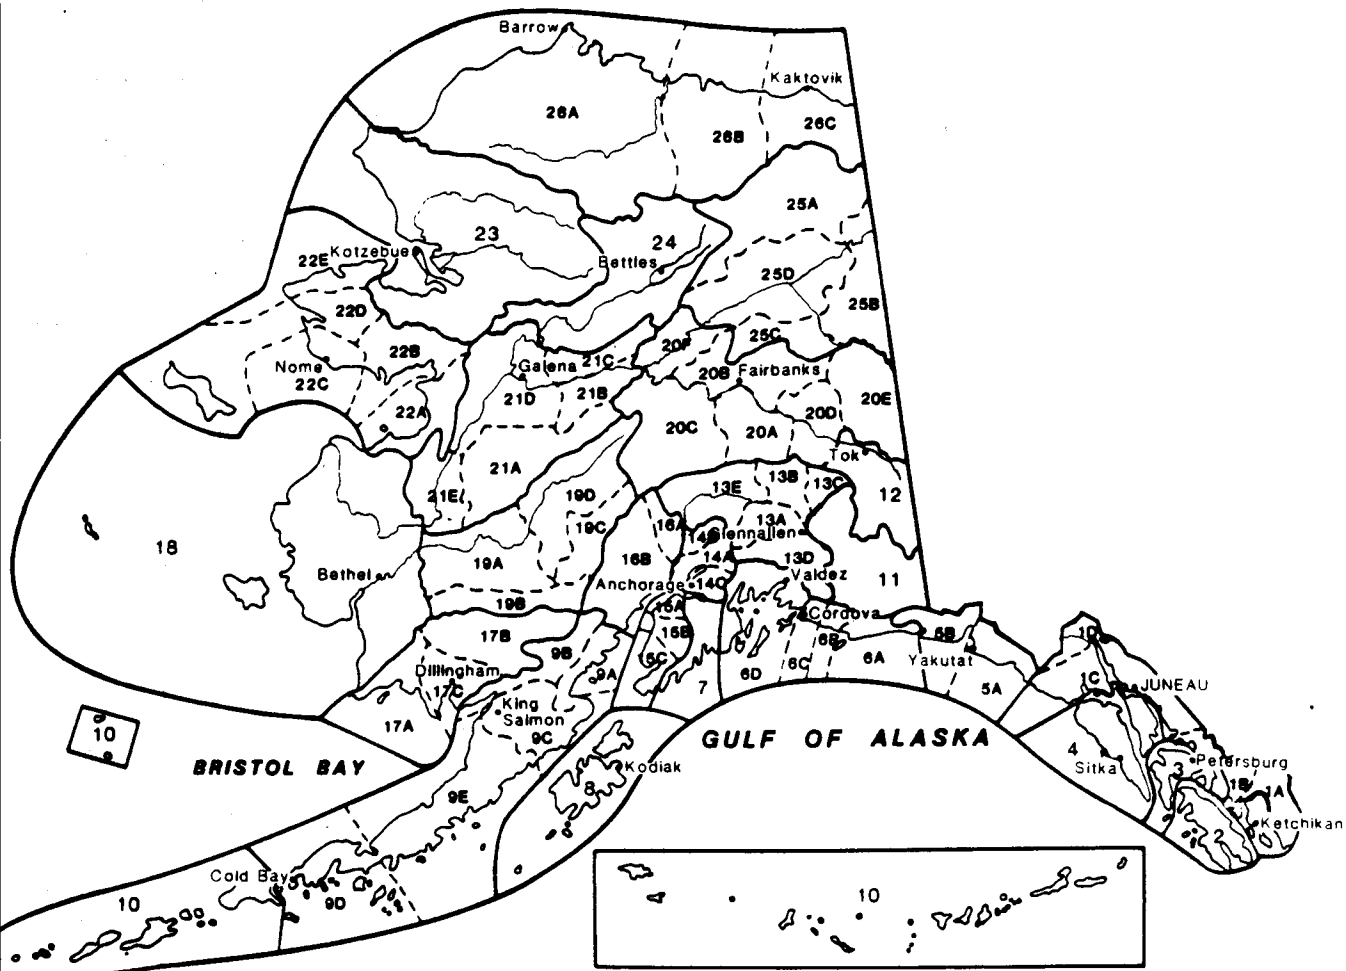 Barrow
Kaktovik
26A
26B
26C
25A
23
24
Kotzebue
22E
Bettles
25D
22D
25B
25C
20F
22B
21C
Nome
Galena
20B
Fairbanks
22C
21D
21B
20E
22A
20D
20C
20A
Tok
21A
13E
13B
13C
12
21E
19D
16A
13A
19C
Glennallen
18
16B
14A
13D
19A
Bethel
Anchorage
14C
Valdez
11
19B
15A
Cordova
17B
15B
6B
5B
1D
9B
15C
6A
Yakutat
Dillingham
9A
6D
6C
1C
17C
7
5A
JUNEAU
King
Salmon
17A
9C
10
GULF OF ALASKA
4
BRISTOL BAY
Kodiak
Sitka
3
Petersburg
8
9E
1B
1A
Ketchikan
2
Cold Bay
10
9D
10